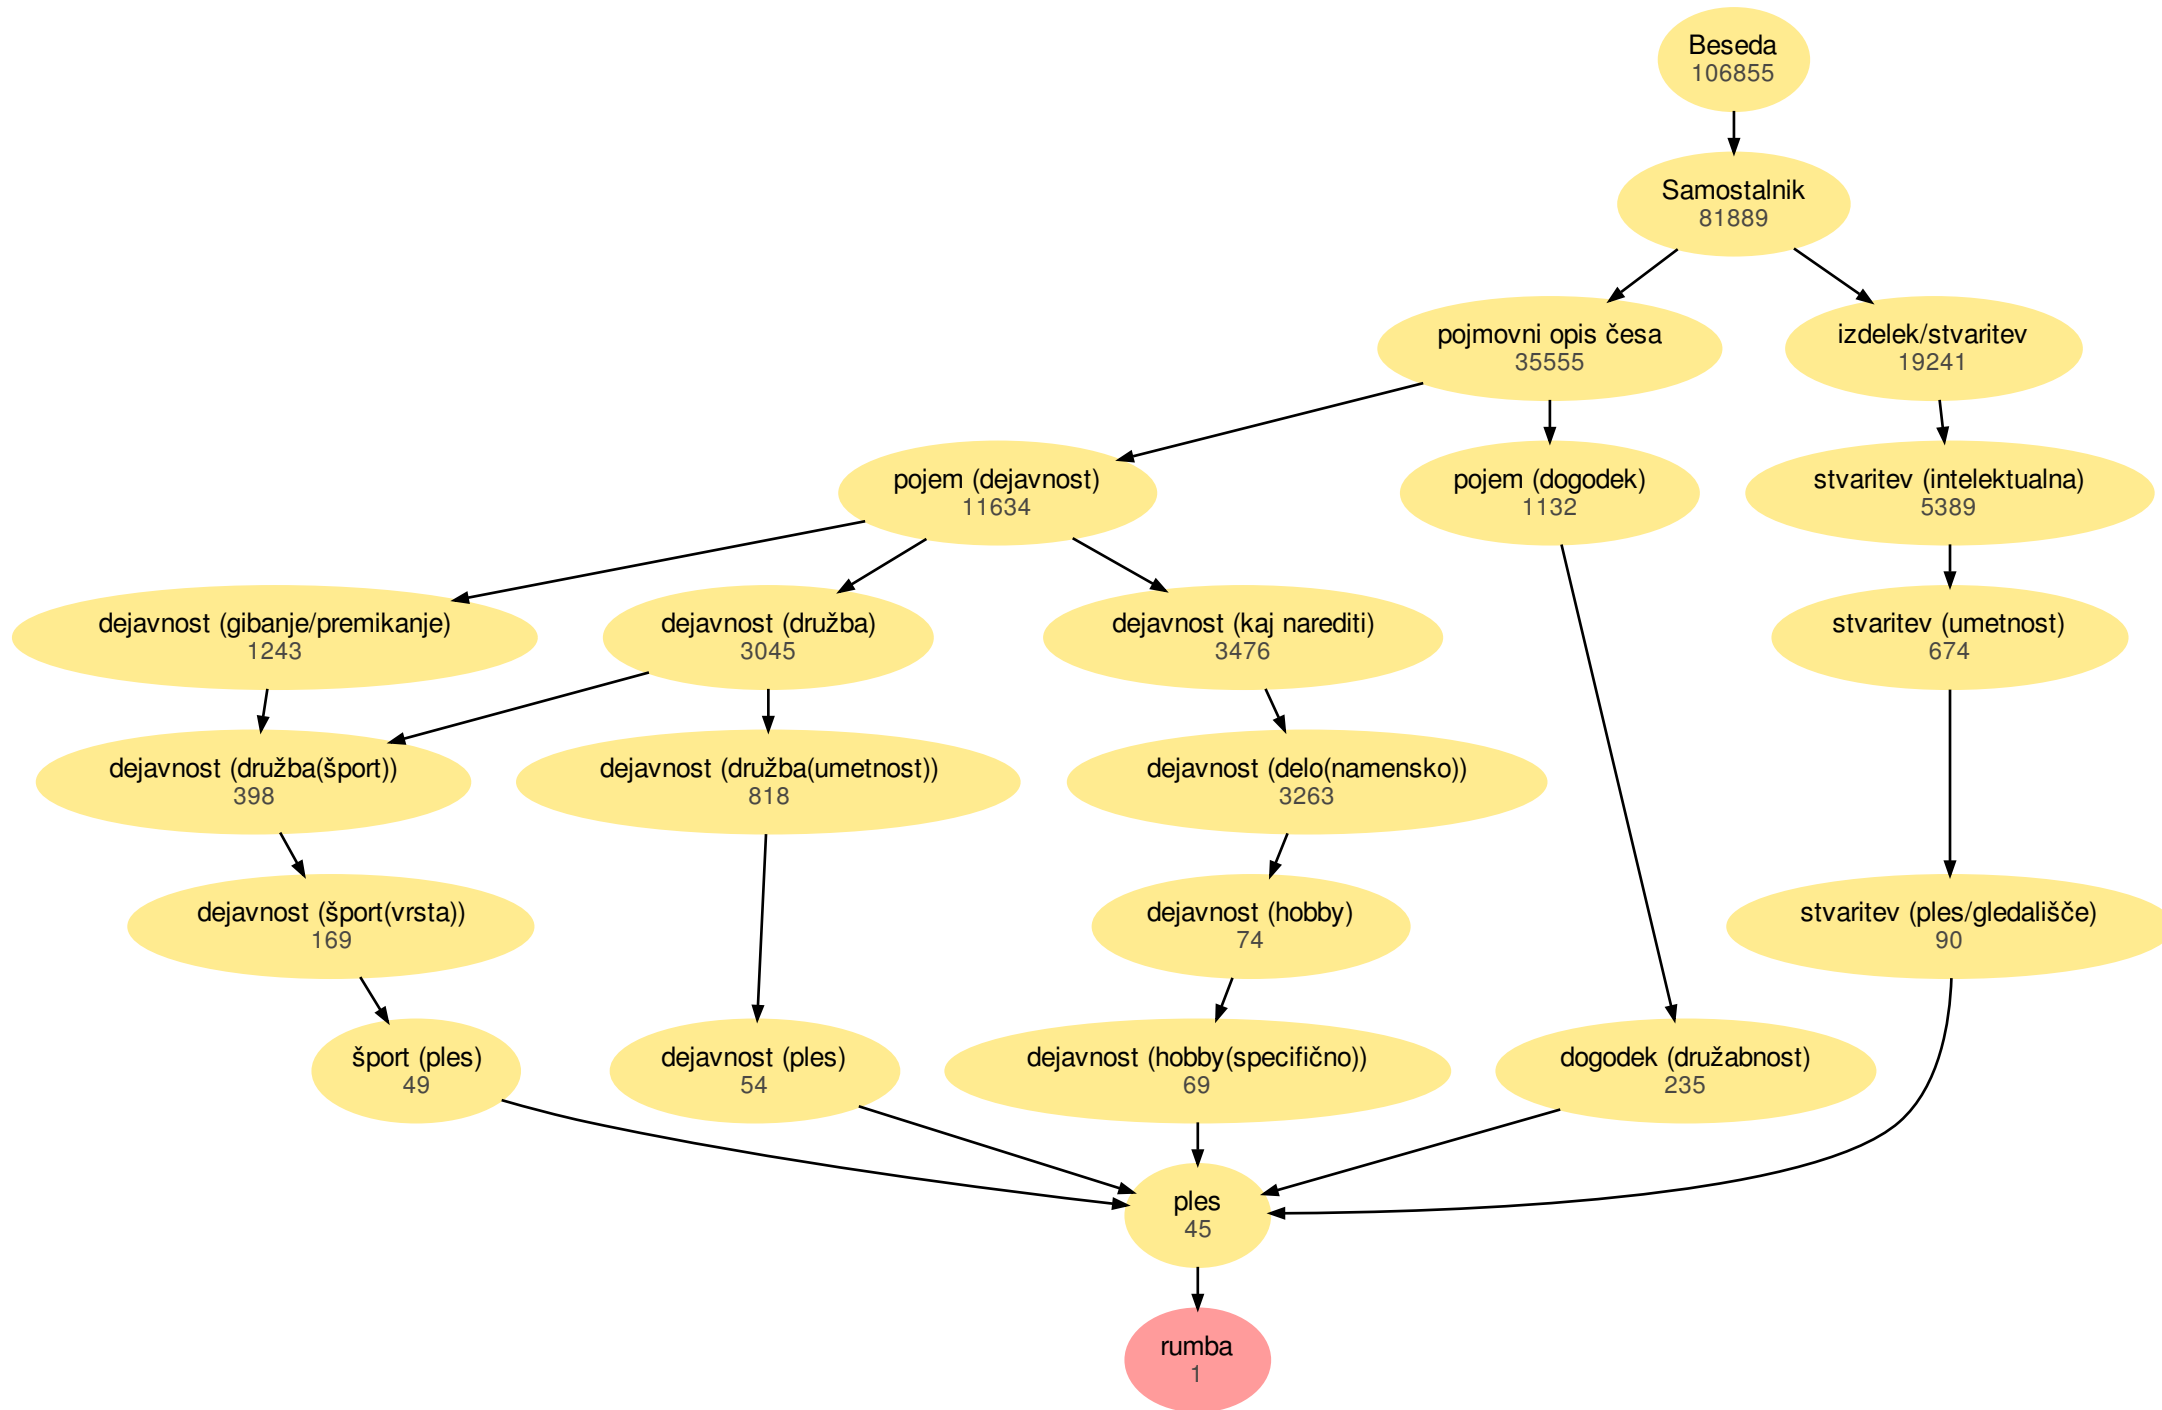 Beseda
106855
Samostalnik
81889
pojmovni opis česa
35555
izdelek/stvaritev
19241
pojem (dejavnost)
11634
pojem (dogodek)
1132
stvaritev (intelektualna)
5389
dejavnost (gibanje/premikanje)
1243
dejavnost (družba)
3045
dejavnost (kaj narediti)
3476
stvaritev (umetnost)
674
dejavnost (družba(šport))
398
dejavnost (družba(umetnost))
818
dejavnost (delo(namensko))
3263
dejavnost (šport(vrsta))
169
dejavnost (hobby)
74
stvaritev (ples/gledališče)
90
šport (ples)
49
dejavnost (ples)
54
dejavnost (hobby(specifično))
69
dogodek (družabnost)
235
ples
45
rumba
1